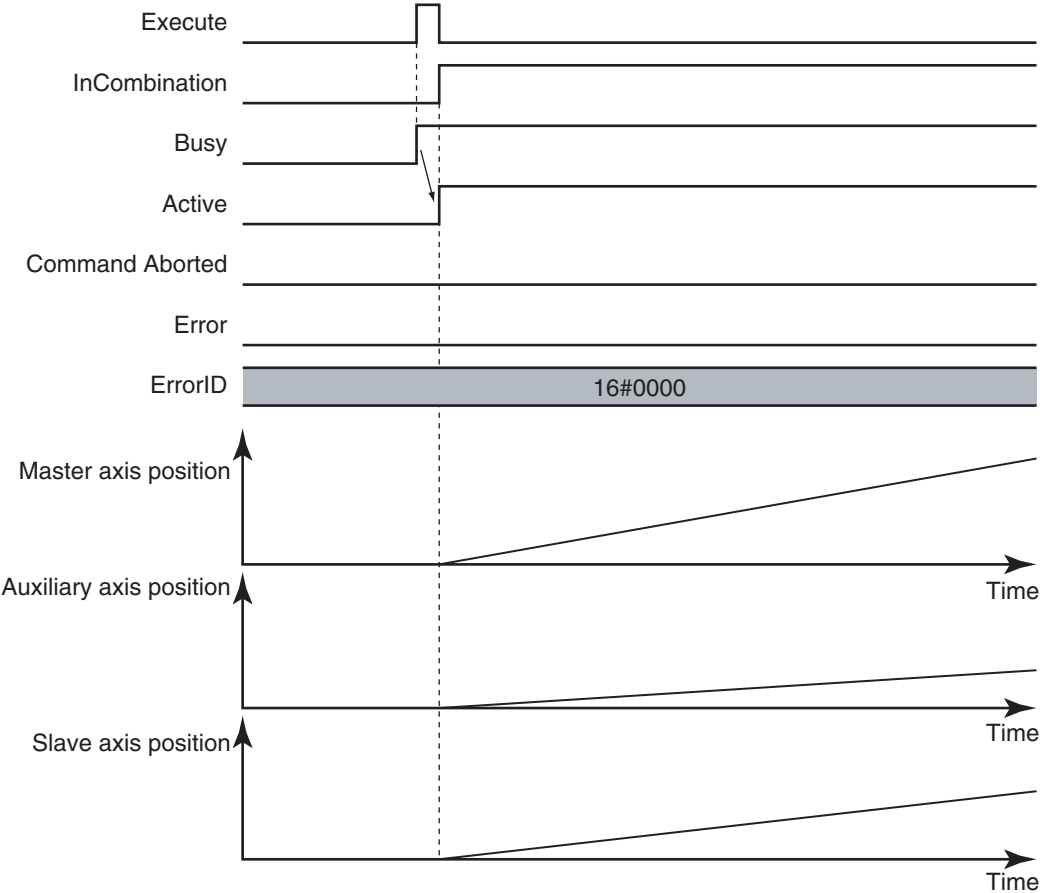 Execute
InCombination
Busy
Active
Command Aborted
Error
ErrorID
16#0000
Master axis position
Time
Auxiliary axis position
Time
Slave axis position
Time